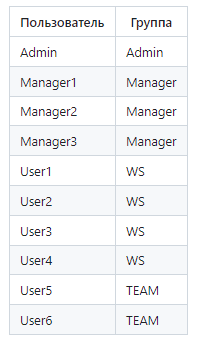 Пользователь Группа
Admin Admin
Manager1 Manager
Manager2 Manager
Manager3 Manager
User1 WS
User2 WS
User3 WS
User4 WS
User5 TEAM
User6 TEAM